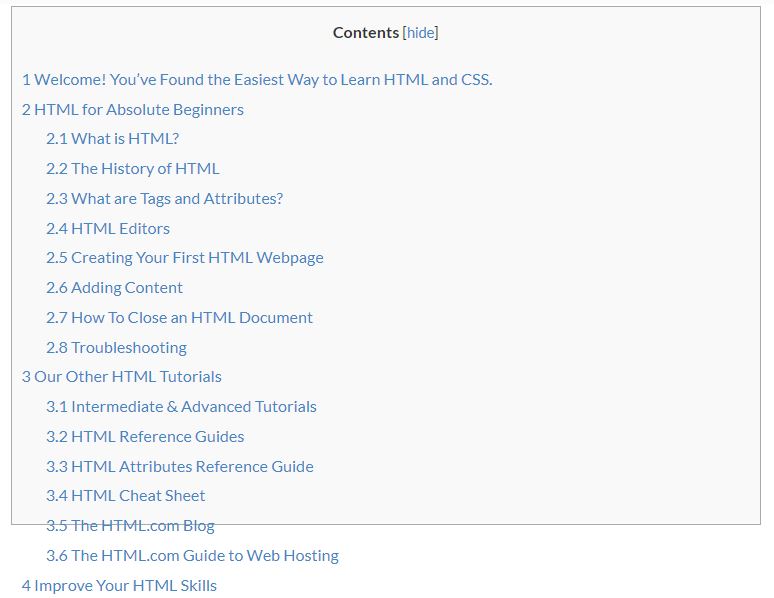 Contents [hide]
1 Welcome! You’ve Found the Easiest Way to Learn HTML and CSS.
2 HTML for Absolute Beginners
2.1 What is HTML?
2.2 The History of HTML
2.3 What are Tags and Attributes?
2.4 HTML Editors
2.5 Creating Your First HTML Webpage
2.6 Adding Content
2.7 How To Close an HTML Document
2.8 Troubleshooting
3 Our Other HTML Tutorials
3.1 Intermediate & Advanced Tutorials
3.2 HTML Reference Guides
3.3 HTML Attributes Reference Guide
3.4 HTML Cheat Sheet
3.5 The HTML.com Blog
3.6 The HTML.com Guide to Web Hosting
4 Improve Your HTML Skills